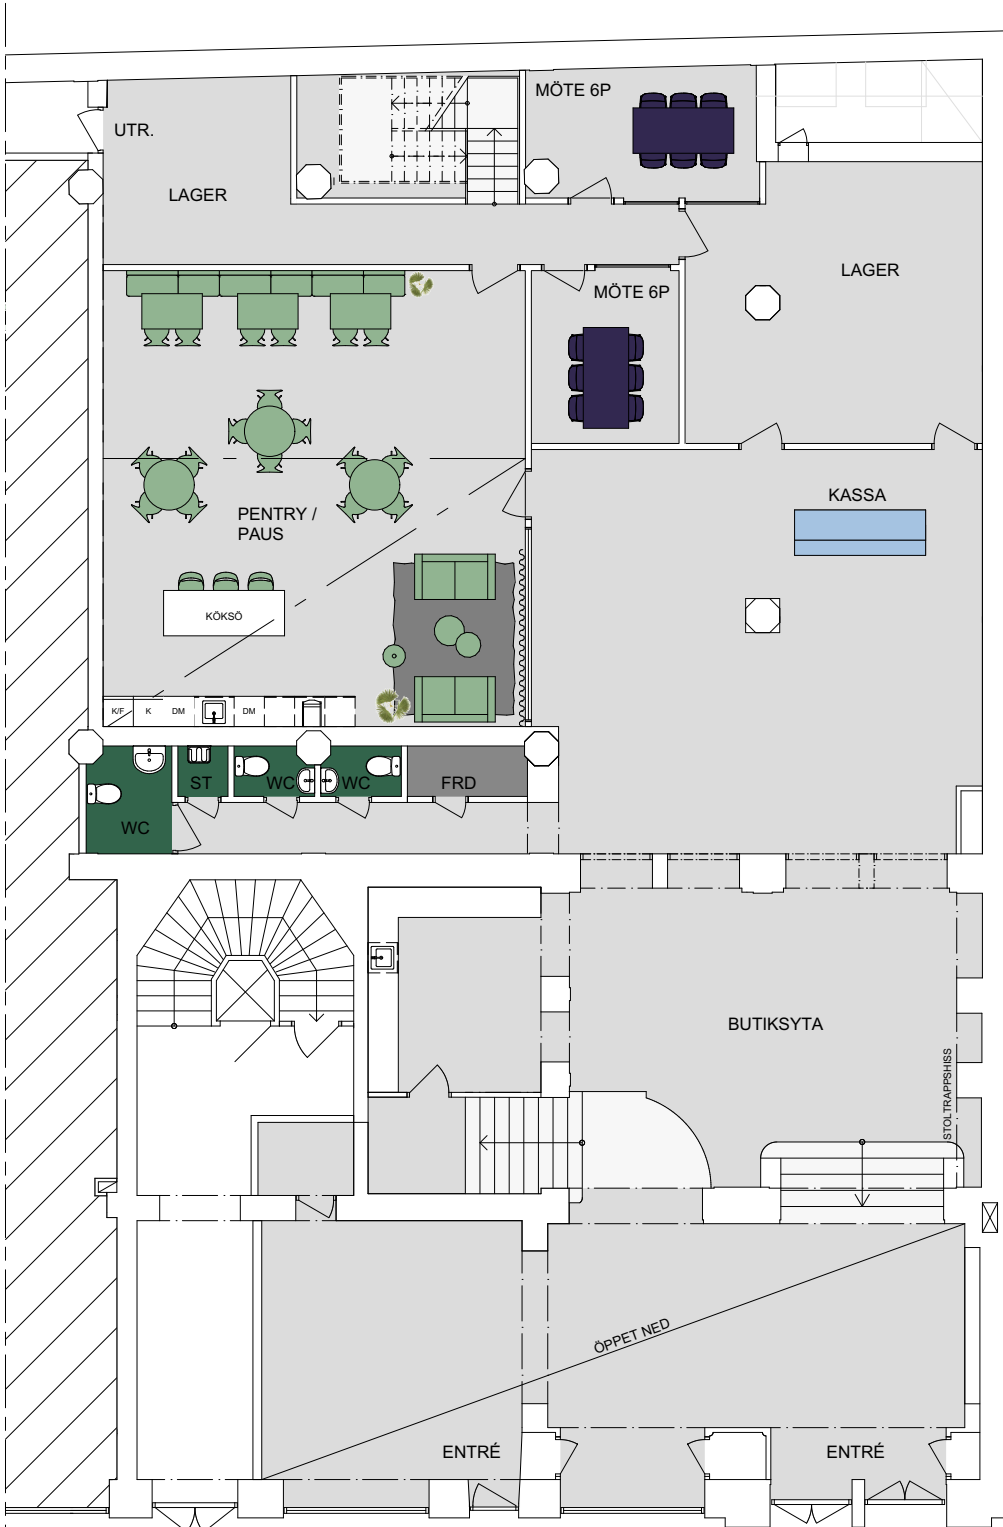 MÖTE 6P
UTR.
LAGER
LAGER
MÖTE 6P
KASSA
PENTRY /
PAUS
KÖKSÖ
K/F
K
DM
DM
ST
WC
WC
FRD
WC
BUTIKSYTA
STOLTRAPPSHISS
ÖPPET NED
ENTRÉ
ENTRÉ